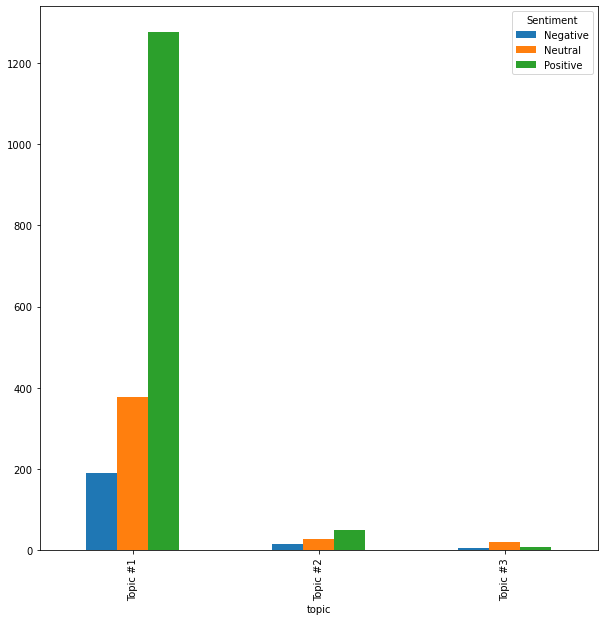 Sentiment
Negative
Neutral
Positive
1200
1000
800
600
400
200
0
Topic #1
Topic #2
Topic #3
topic